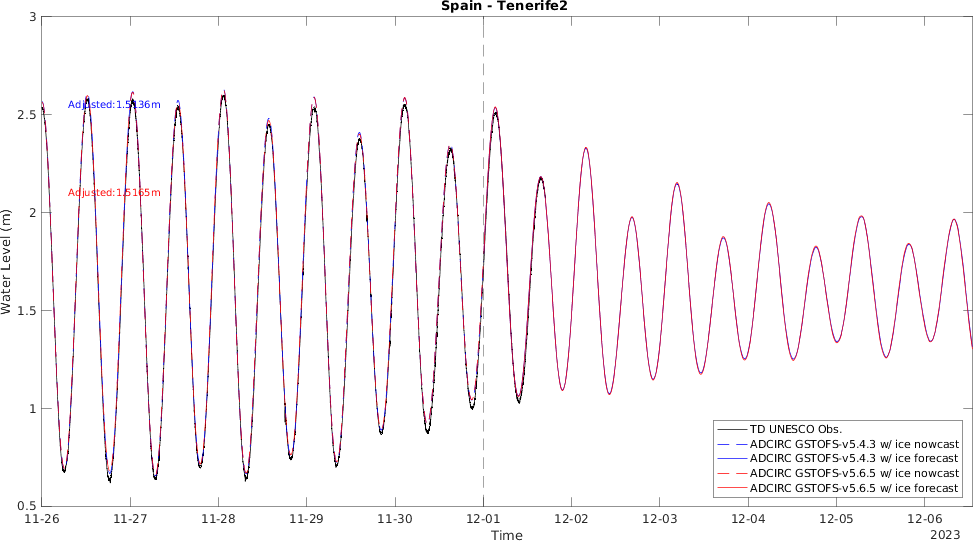 Spain - Tenerife2
3
2.5
2
1.5
1
0.5
Water Level (m)
Adjusted:1.5136m
Adjusted:1.5165m
TD UNESCO Obs.
ADCIRC GSTOFS-v5.4.3 w/ ice nowcast
ADCIRC GSTOFS-v5.4.3 w/ ice forecast
ADCIRC GSTOFS-v5.6.5 w/ ice nowcast
ADCIRC GSTOFS-v5.6.5 w/ ice forecast
11-26 11-27 11-28 11-29 11-30 12-01 12-02 12-03 12-04 12-05 12-06
Time
2023